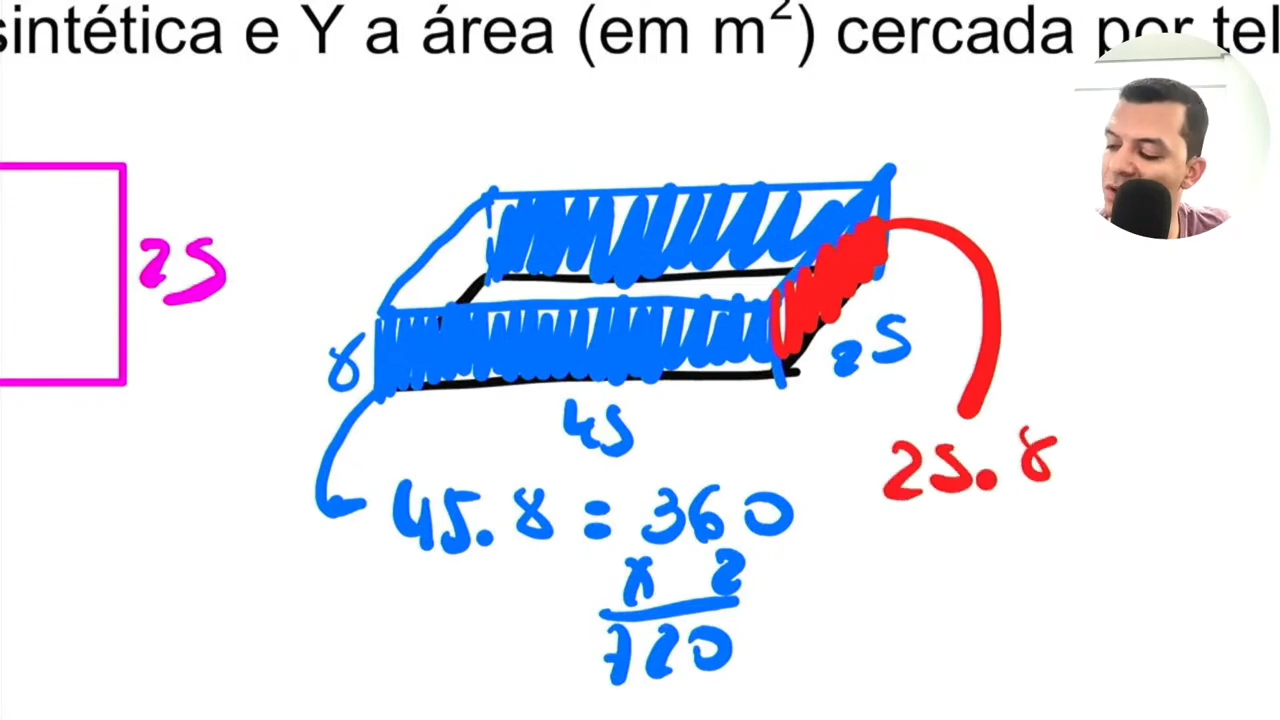 sintética e Y a área (em m²) cercada por tel
25
8
25
45
25.8
45.8 = 360
x 2
720